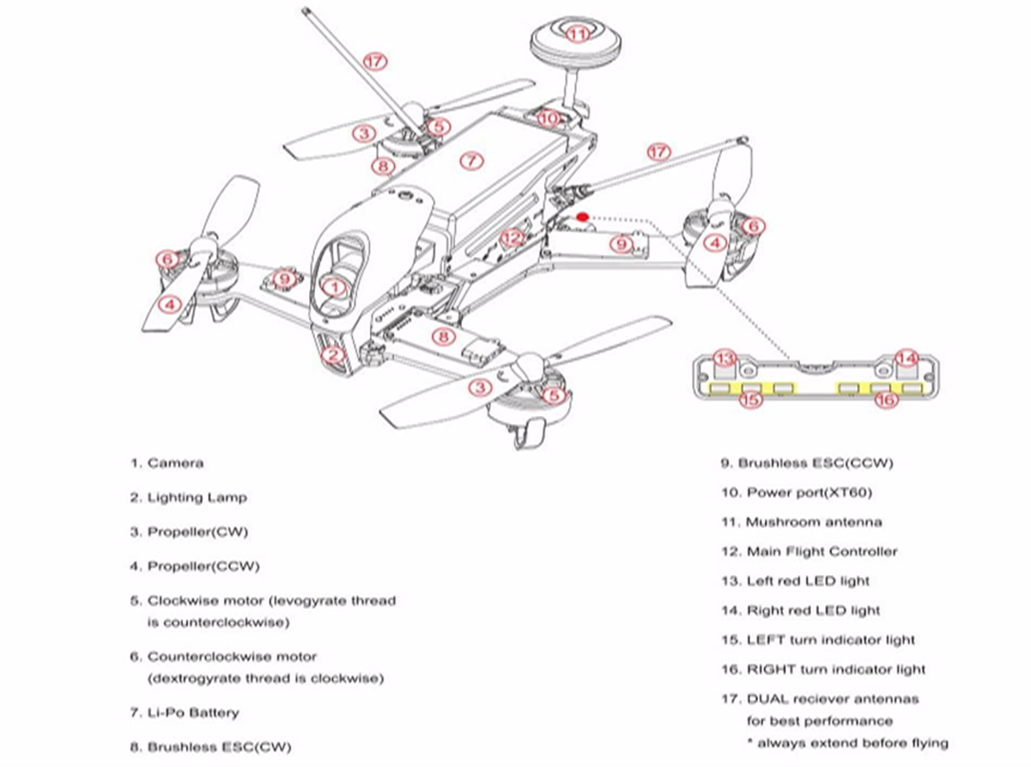 17
11
3
5
10
8
7
17
6
9
12
9
4
6
1
4
8
2
3
5
13
14
15
16
1. Camera
2. Lighting Lamp
3. Propeller(CW)
4. Propeller(CCW)
5. Clockwise motor (levogyrate thread
is counterclockwise)
6. Counterclockwise motor
(dextrogyrate thread is clockwise)
7. Li-Po Battery
8. Brushless ESC(CW)
9. Brushless ESC(CCW)
10. Power port(XT60)
11. Mushroom antenna
12. Main Flight Controller
13. Left red LED light
14. Right red LED light
15. LEFT turn indicator light
16. RIGHT turn indicator light
17. DUAL reciever antennas
for best performance
* always extend before flying